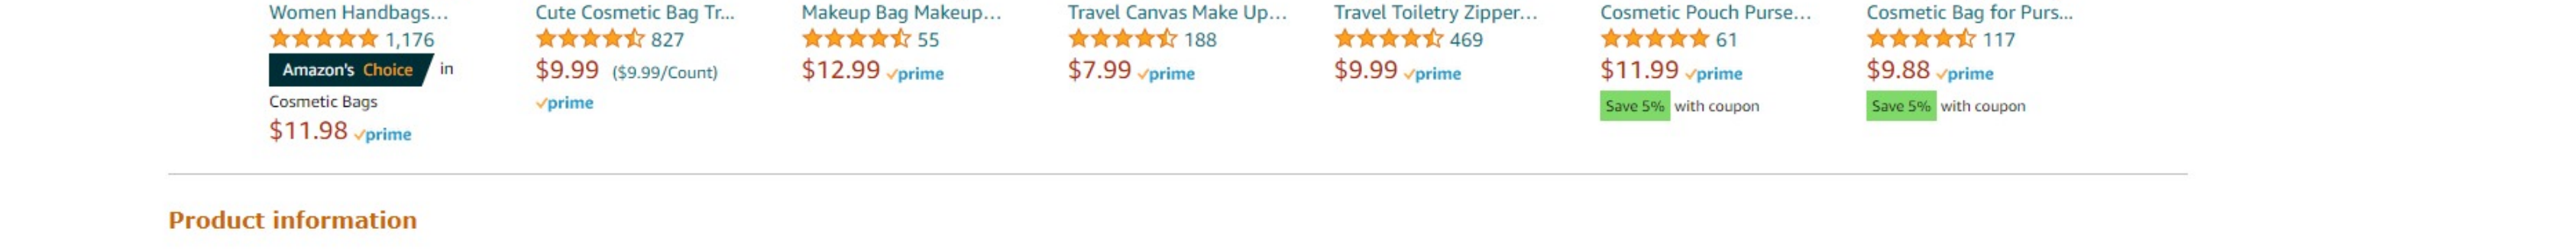 Women Handbags...
1,176
Amazon's Choice in
Cosmetic Bags
$11.98 prime
Cute Cosmetic Bag Tr...
827
$9.99 ($9.99/Count)
prime
Makeup Bag Makeup...
55
$12.99 prime
Travel Canvas Make Up...
188
$7.99 prime
Travel Toiletry Zipper...
469
$9.99 prime
Cosmetic Pouch Purse...
61
$11.99 prime
Save 5% with coupon
Cosmetic Bag for Purs...
117
$9.88 prime
Save 5% with coupon
Product information